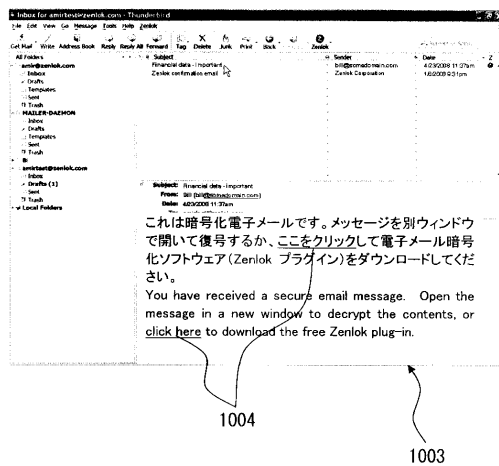 Inbox for amirtest@zenlok.com - Thunderbird
File Edit View Go Message Tools Help Zenlok
Get Mail Write Address Book Reply Reply All Forward Tag Delete Junk Print Back Zenlok
All Folders Subject Sender Date
amir@zenlok.com Financial data - Important bill@somedomain.com 4/23/2008 11:37am
Inbox Zenlok confirmation email Zenlok Corporation
Drafts
Templates
Sent
Trash
MAILER-DAEMON
Inbox
Drafts
Templates
Sent
Trash
Bi
amirtest@zenlok.com
Inbox
Drafts (1)
Sent
Trash
Local Folders
Subject: Financial data - Important
From: Bill (bill@somedomain.com)
Date: 4/23/2008 11:37am
これは暗号化電子メールです。メッセージを別ウィンドウ
で開いて復号するか、ここをクリックして電子メール暗号
化ソフトウェア(Zenlok プラグイン)をダウンロードしてくだ
さい。
You have received a secure email message. Open the
message in a new window to decrypt the contents, or
click here to download the free Zenlok plug-in.
1004
1003